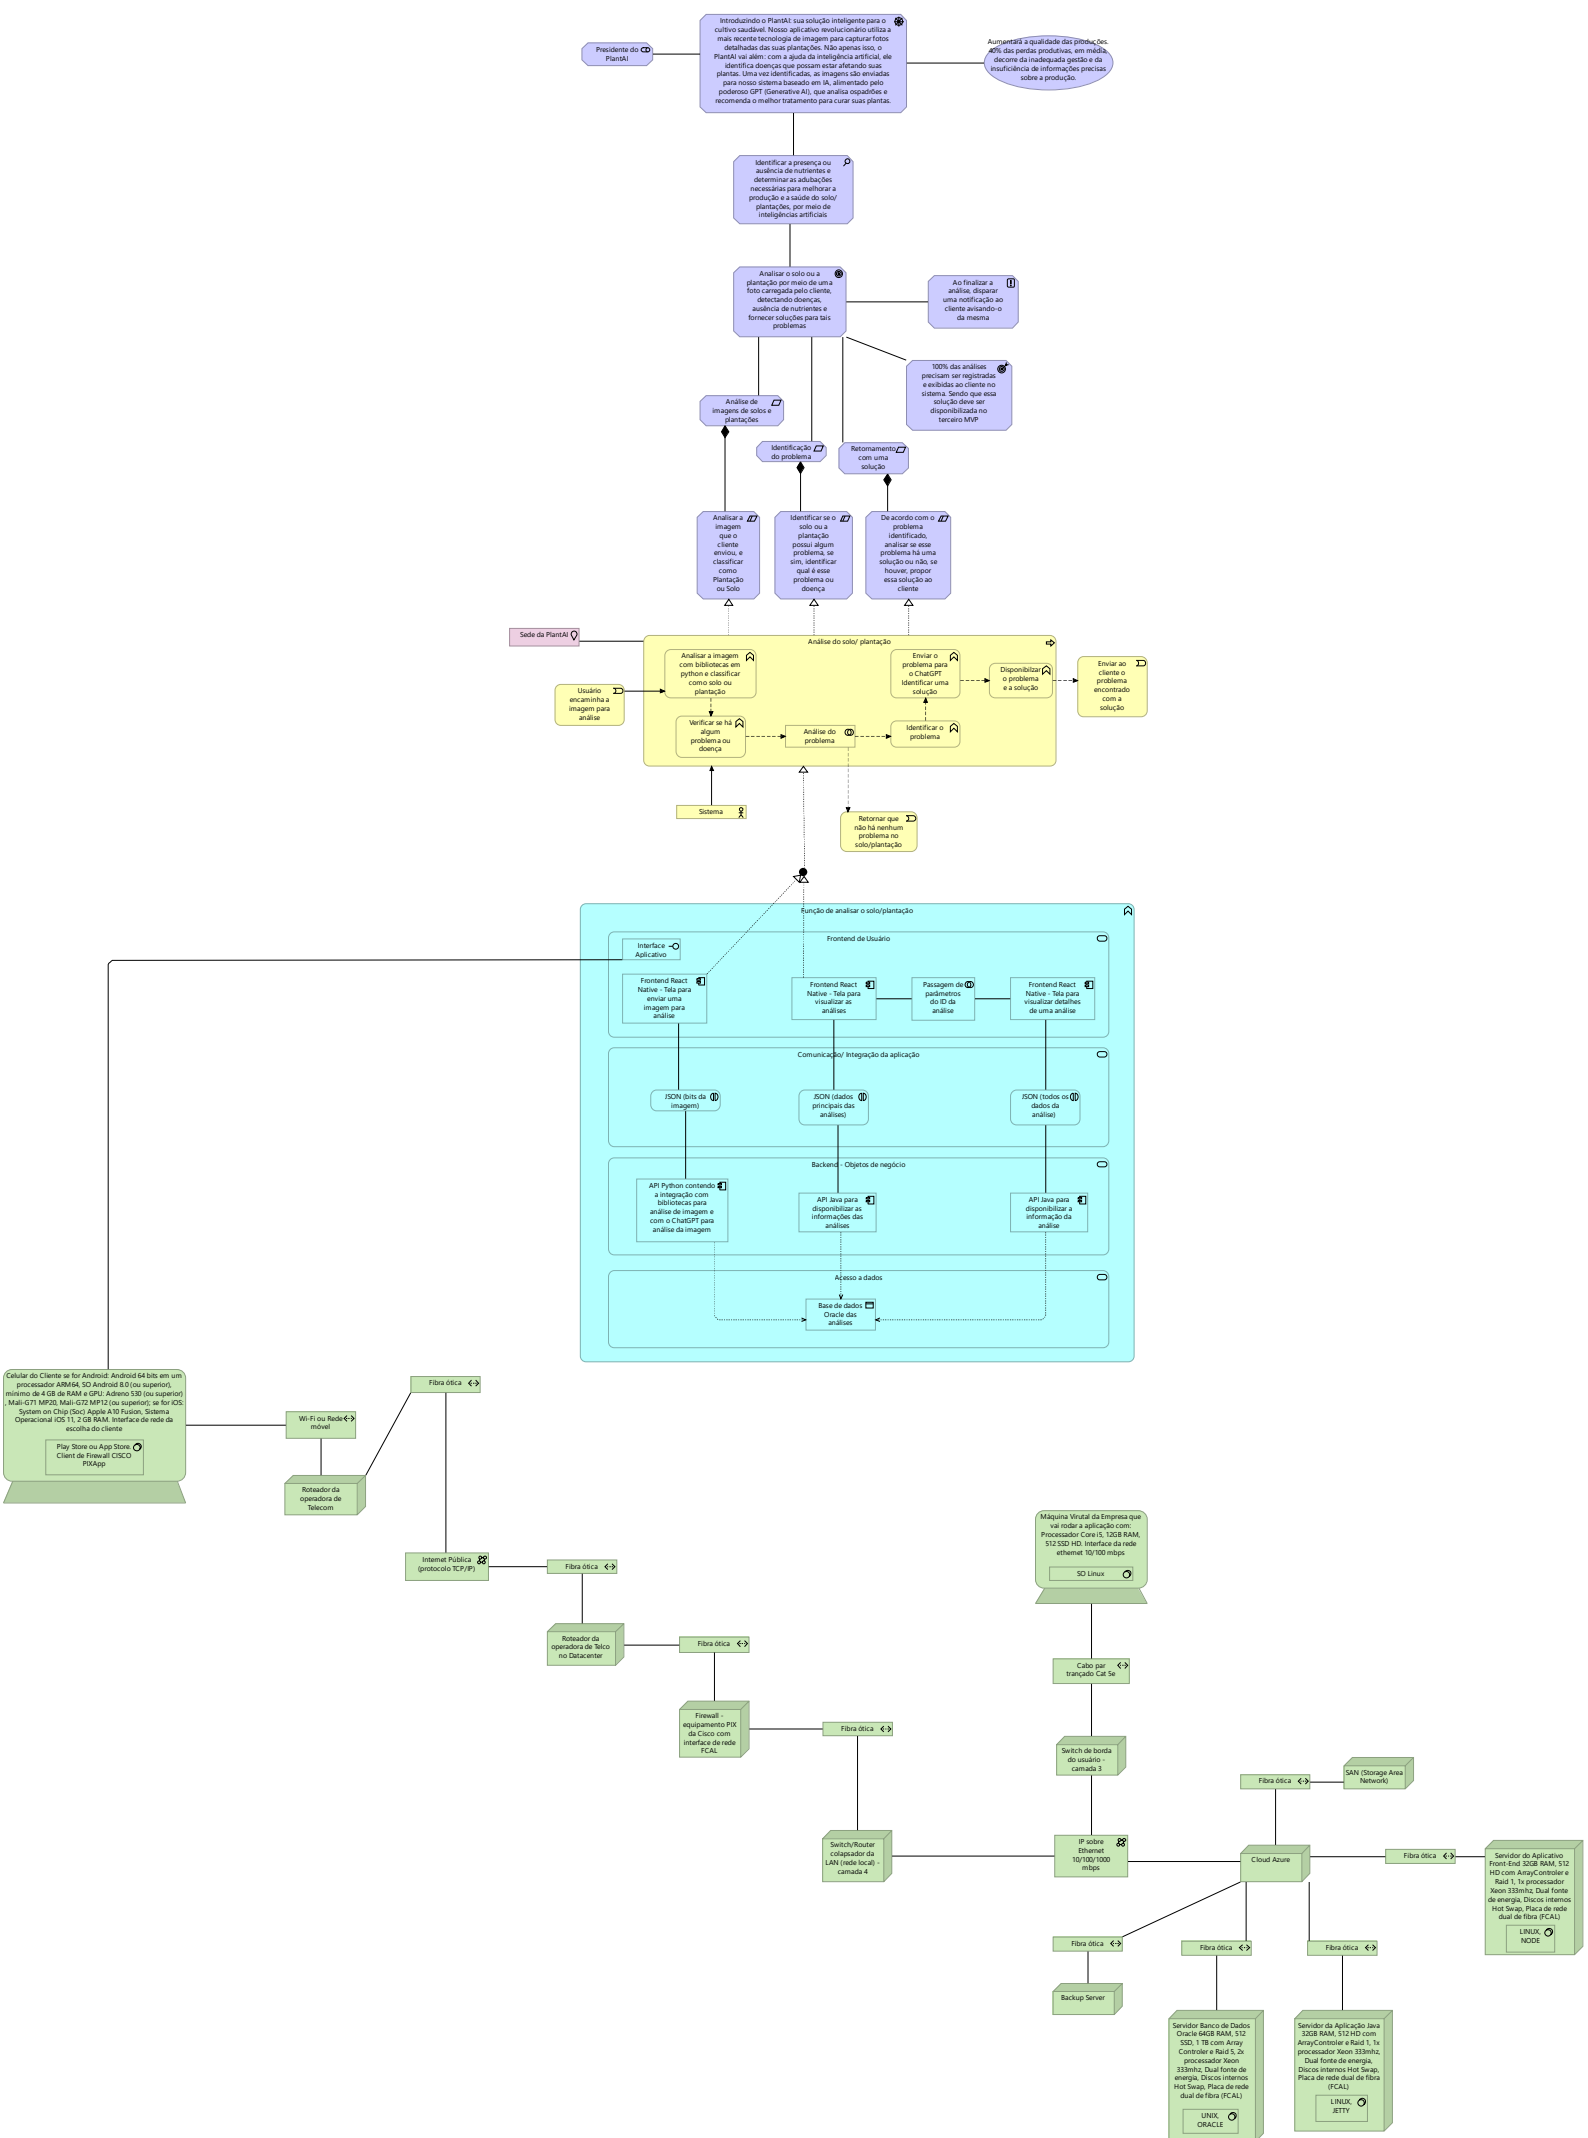 Introduzindo o PlantAI: sua solução inteligente para o
cultivo saudável. Nosso aplicativo revolucionário utiliza a
mais recente tecnologia de imagem para capturar fotos
detalhadas das suas plantações. Não apenas isso, o
PlantAI vai além: com a ajuda da inteligência artificial, ele
identifica doenças que possam estar afetando suas
plantas. Uma vez identificadas, as imagens são enviadas
para nosso sistema baseado em IA, alimentado pelo
poderoso GPT (Generative AI), que analisa ospadrões e
recomenda o melhor tratamento para curar suas plantas.
Presidente do
PlantAI
Aumentará a qualidade das produções.
40% das perdas produtivas, em média,
decorre da inadequada gestão e da
insuficiência de informações precisas
sobre a produção.
Identificar a presença ou
ausência de nutrientes e
determinar as adubações
necessárias para melhorar a
produção e a saúde do solo/
plantações, por meio de
inteligências artificiais
Analisar o solo ou a
plantação por meio de uma
foto carregada pelo cliente,
detectando doenças,
ausência de nutrientes e
fornecer soluções para tais
problemas
Ao finalizar a
análise, disparar
uma notificação ao
cliente avisando-o
da mesma
100% das análises
precisam ser registradas
e exibidas ao cliente no
sistema. Sendo que essa
solução deve ser
disponibilizada no
terceiro MVP
Análise de
imagens de solos e
plantações
Identificação
do problema
Retornamento
com uma
solução
Analisar a
imagem
que o
cliente
enviou, e
classificar
como
Plantação
ou Solo
Identificar se o
solo ou a
plantação
possui algum
problema, se
sim, identificar
qual é esse
problema ou
doença
De acordo com o
problema
identificado,
analisar se esse
problema há uma
solução ou não, se
houver, propor
essa solução ao
cliente
Sede da PlantAI
Análise do solo/ plantação
Analisar a imagem
com bibliotecas em
python e classificar
como solo ou
plantação
Enviar o
problema para
o ChatGPT
Identificar uma
solução
Disponibilzar
o problema
e a solução
Enviar ao
cliente o
problema
encontrado
com a
solução
Usuário
encaminha a
imagem para
análise
Verificar se há
algum
problema ou
doença
Análise do
problema
Identificar o
problema
Sistema
Retornar que
não há nenhum
problema no
solo/plantação
Função de analisar o solo/plantação
Frontend de Usuário
Interface
Aplicativo
Frontend React
Native - Tela para
enviar uma
imagem para
análise
Frontend React
Native - Tela para
visualizar as
análises
Passagem de
parâmetros
do ID da
análise
Frontend React
Native - Tela para
visualizar detalhes
de uma análise
Comunicação/ Integração da aplicação
JSON (bits da
imagem)
JSON (dados
principais das
análises)
JSON (todos os
dados da
análise)
Backend - Objetos de negócio
API Python contendo
a integração com
bibliotecas para
análise de imagem e
com o ChatGPT para
análise da imagem
API Java para
disponibilizar as
informações das
análises
API Java para
disponibilizar a
informação da
análise
Acesso a dados
Base de dados
Oracle das
análises
Celular do Cliente se for Android: Android 64 bits em um
processador ARM64, SO Android 8.0 (ou superior),
mínimo de 4 GB de RAM e GPU: Adreno 530 (ou superior)
, Mali-G71 MP20, Mali-G72 MP12 (ou superior); se for iOS:
System on Chip (Soc) Apple A10 Fusion, Sistema
Operacional iOS 11, 2 GB RAM. Interface de rede da
escolha do cliente
Play Store ou App Store.
Client de Firewall CISCO
PIXApp
Wi-Fi ou Rede
móvel
Fibra ótica
Roteador da
operadora de
Telecom
Internet Pública
(protocolo TCP/IP)
Fibra ótica
Roteador da
operadora de Telco
no Datacenter
Fibra ótica
Firewall -
equipamento PIX
da Cisco com
interface de rede
FCAL
Fibra ótica
Switch/Router
colapsador da
LAN (rede local) -
camada 4
Máquina Virutal da Empresa que
vai rodar a aplicação com:
Processador Core i5, 12GB RAM,
512 SSD HD. Interface da rede
ethernet 10/100 mbps
SO Linux
Cabo par
trançado Cat 5e
Switch de borda
do usuário -
camada 3
IP sobre
Ethernet
10/100/1000
mbps
Fibra ótica
SAN (Storage Area
Network)
Cloud Azure
Fibra ótica
Servidor do Aplicativo
Front-End 32GB RAM, 512
HD com ArrayControler e
Raid 1, 1x processador
Xeon 333mhz, Dual fonte
de energia, Discos internos
Hot Swap, Placa de rede
dual de fibra (FCAL)
LINUX,
NODE
Fibra ótica
Backup Server
Fibra ótica
Servidor Banco de Dados
Oracle 64GB RAM, 512
SSD, 1 TB com Array
Controler e Raid 5, 2x
processador Xeon
333mhz, Dual fonte de
energia, Discos internos
Hot Swap, Placa de rede
dual de fibra (FCAL)
UNIX,
ORACLE
Fibra ótica
Servidor da Aplicação Java
32GB RAM, 512 HD com
ArrayControler e Raid 1, 1x
processador Xeon 333mhz,
Dual fonte de energia,
Discos internos Hot Swap,
Placa de rede dual de fibra
(FCAL)
LINUX,
JETTY